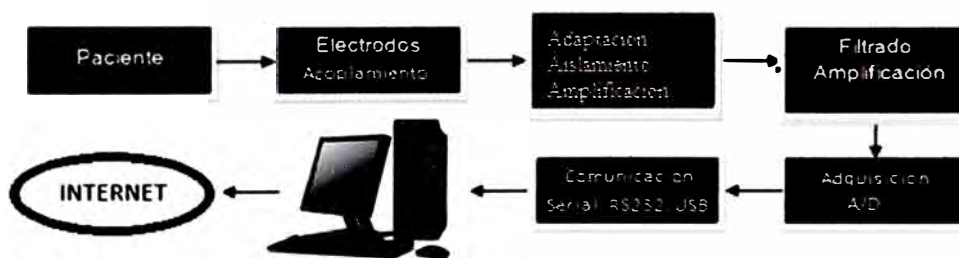 Paciente
Electrodos
Acoplamiento
Adaptación
Aislamiento
Amplificación
Filtrado
Amplificación
Adquisición
A/D
Comunicación
Serial, RS232, USB
INTERNET